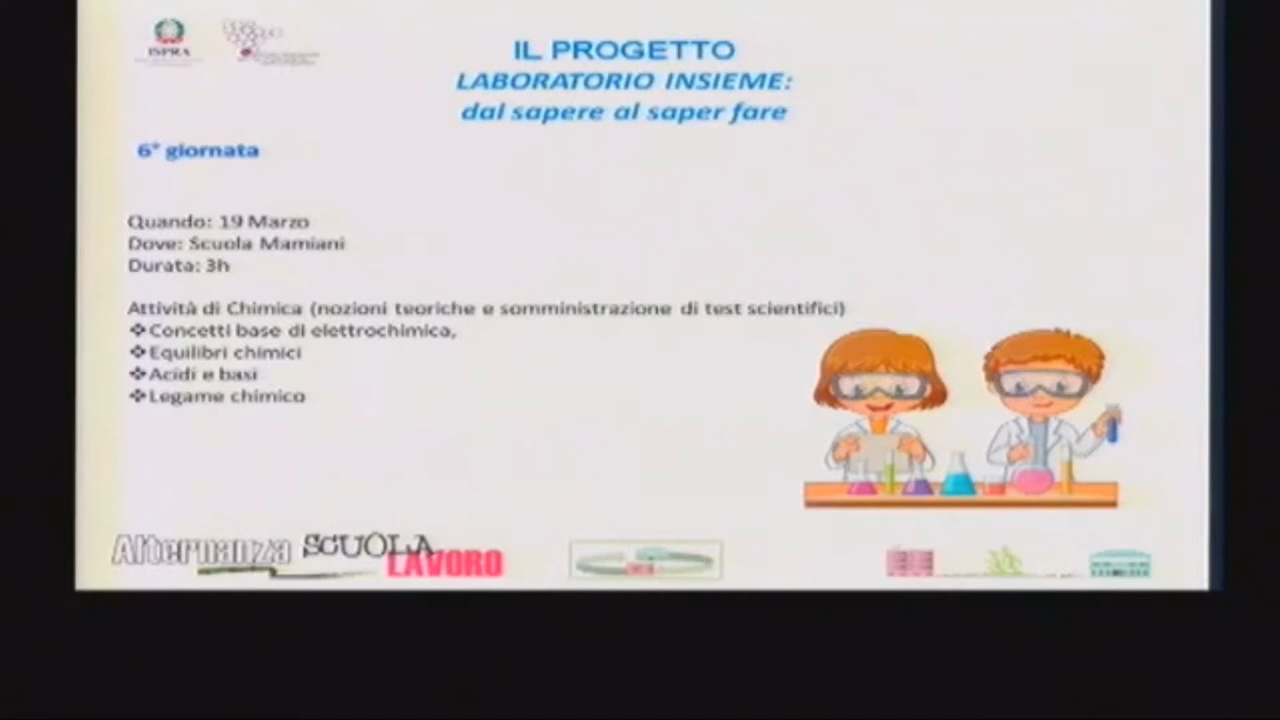 ISPRA
IL PROGETTO
LABORATORIO INSIEME:
dal sapere al saper fare
6° giornata
Quando: 19 Marzo
Dove: Scuola Mamiani
Durata: 3h
Attività di Chimica (nozioni teoriche e somministrazione di test scientifici)
❖Concetti base di elettrochimica,
❖Equilibri chimici
❖Acidi e basi
❖Legame chimico
Alternanza SCUOLA
LAVORO